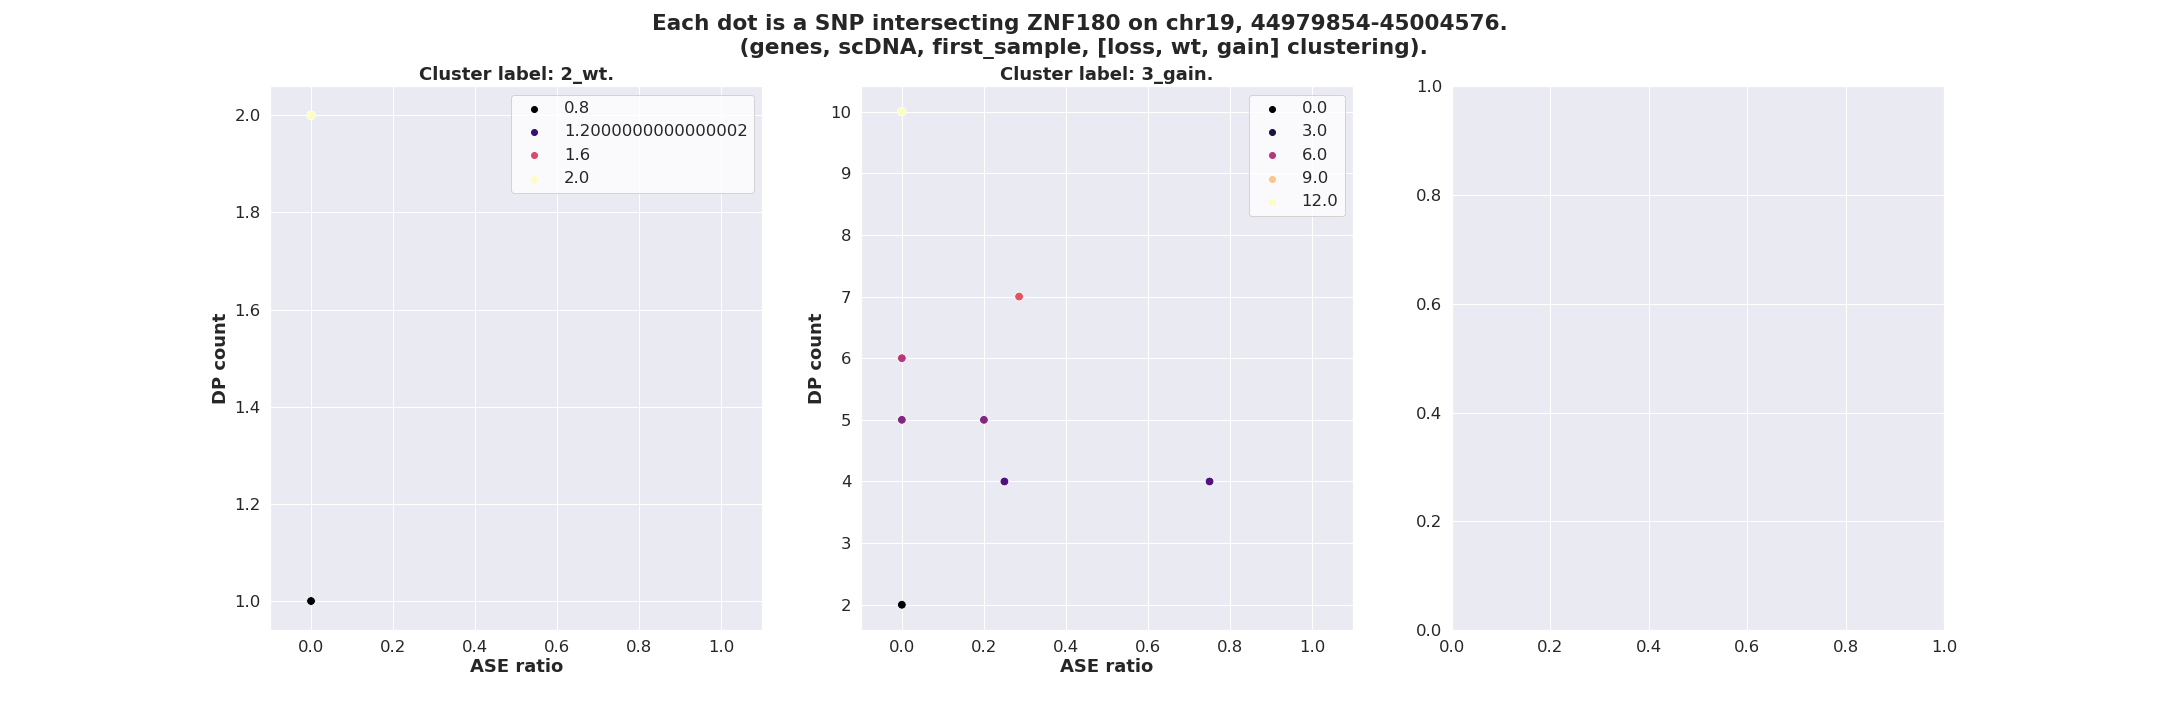 Each dot is a SNP intersecting ZNF180 on chr19, 44979854-45004576.
(genes, scDNA, first_sample, [loss, wt, gain] clustering).
Cluster label: 2_wt.
2.0
1.8
1.6
1.4
1.2
1.0
DP count
0.8
1.2000000000000002
1.6
2.0
0.0 0.2 0.4 0.6 0.8 1.0
ASE ratio
Cluster label: 3_gain.
10
9
8
7
6
5
4
3
2
DP count
0.0
3.0
6.0
9.0
12.0
0.0 0.2 0.4 0.6 0.8 1.0
ASE ratio
1.0
0.8
0.6
0.4
0.2
0.0
0.0 0.2 0.4 0.6 0.8 1.0